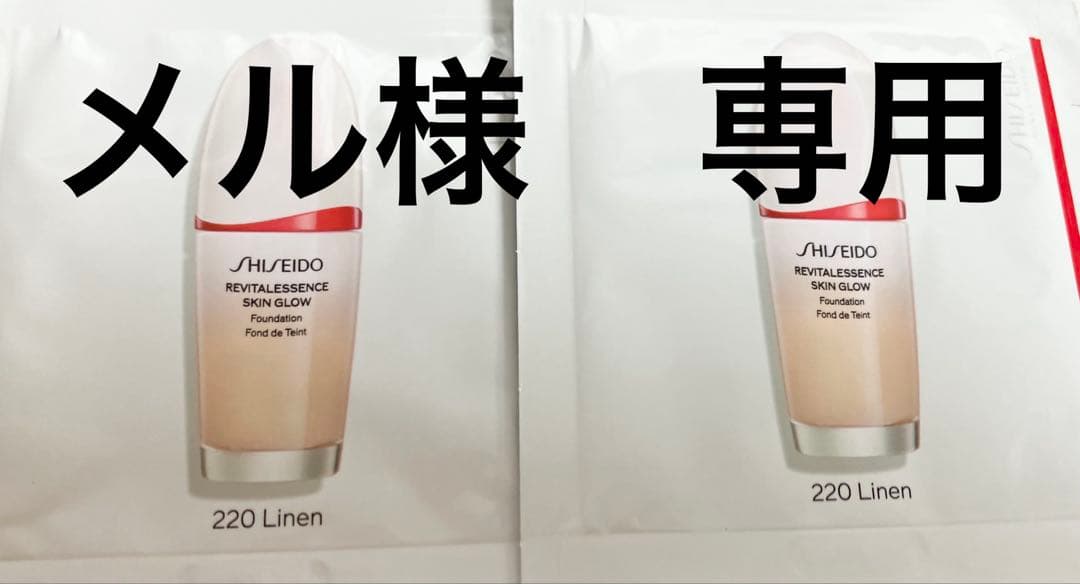 メル様　専用
SHISEIDO
REVITALESSENCE
SKIN GLOW
Foundation
Fond de Teint
220 Linen
SHISEIDO
SHISEIDO
REVITALESSENCE
SKIN GLOW
Foundation
Fond de Teint
220 Linen